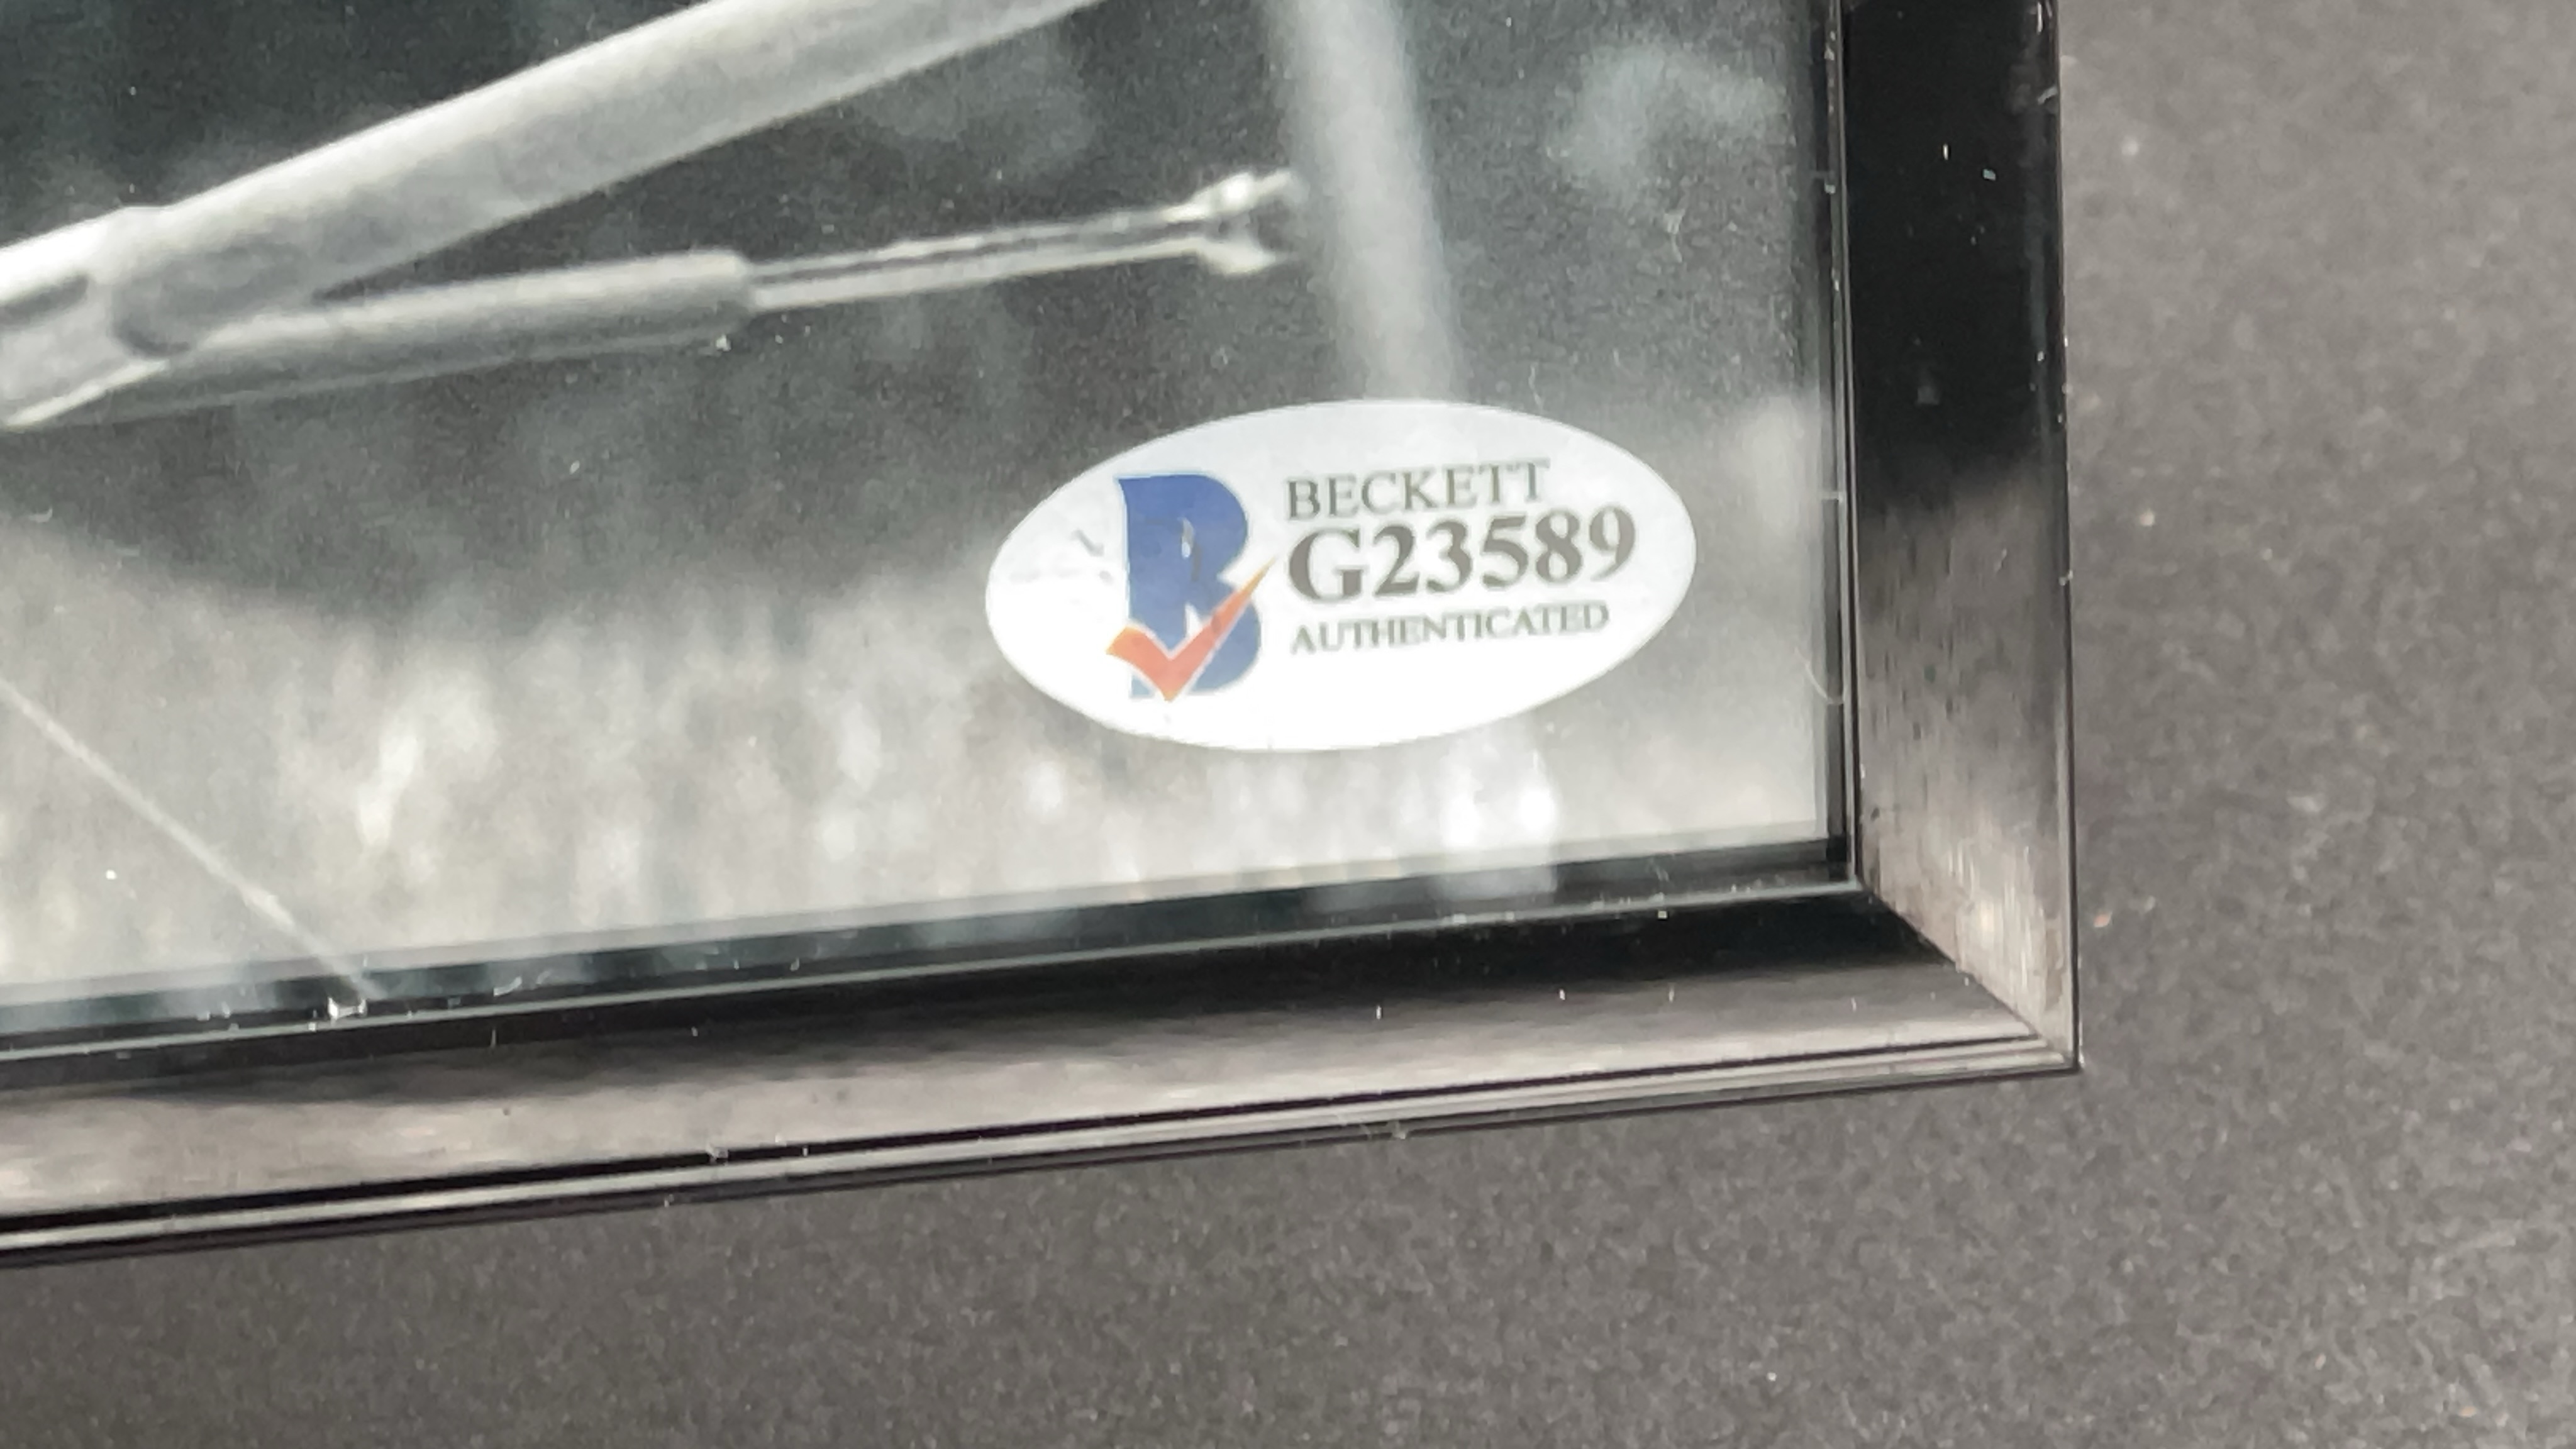 B
BECKETT
G23589
AUTHENTICATED